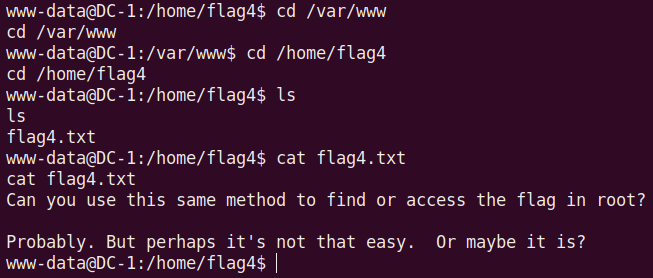 www-data@DC-1:/home/flag4$ cd /var/www
cd /var/www
www-data@DC-1:/var/www$ cd /home/flag4
cd /home/flag4
www-data@DC-1:/home/flag4$ ls
ls
flag4.txt
www-data@DC-1:/home/flag4$ cat flag4.txt
cat flag4.txt
Can you use this same method to find or access the flag in root?
Probably. But perhaps it's not that easy.  Or maybe it is?
www-data@DC-1:/home/flag4$